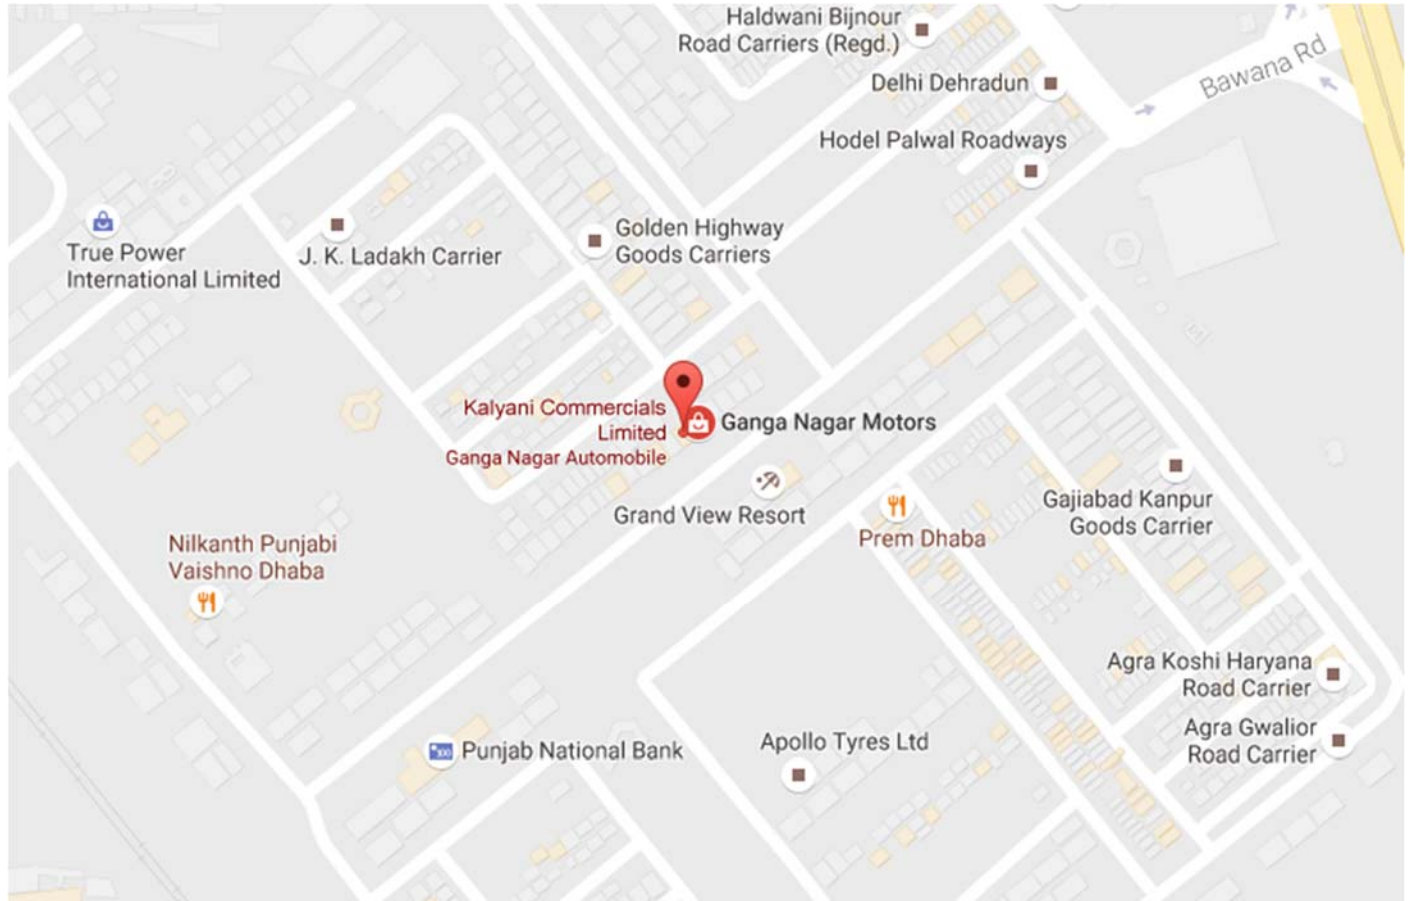 Haldwani Bijnour
Road Carriers (Regd.)
Bawana Rd
Delhi Dehradun
Hodel Palwal Roadways
True Power
International Limited
J. K. Ladakh Carrier
Golden Highway
Goods Carriers
Kalyani Commercials
Limited
Ganga Nagar Automobile
Ganga Nagar Motors
Grand View Resort
Prem Dhaba
Gajiabad Kanpur
Goods Carrier
Nilkanth Punjabi
Vaishno Dhaba
Agra Koshi Haryana
Road Carrier
Agra Gwalior
Road Carrier
Punjab National Bank
Apollo Tyres Ltd